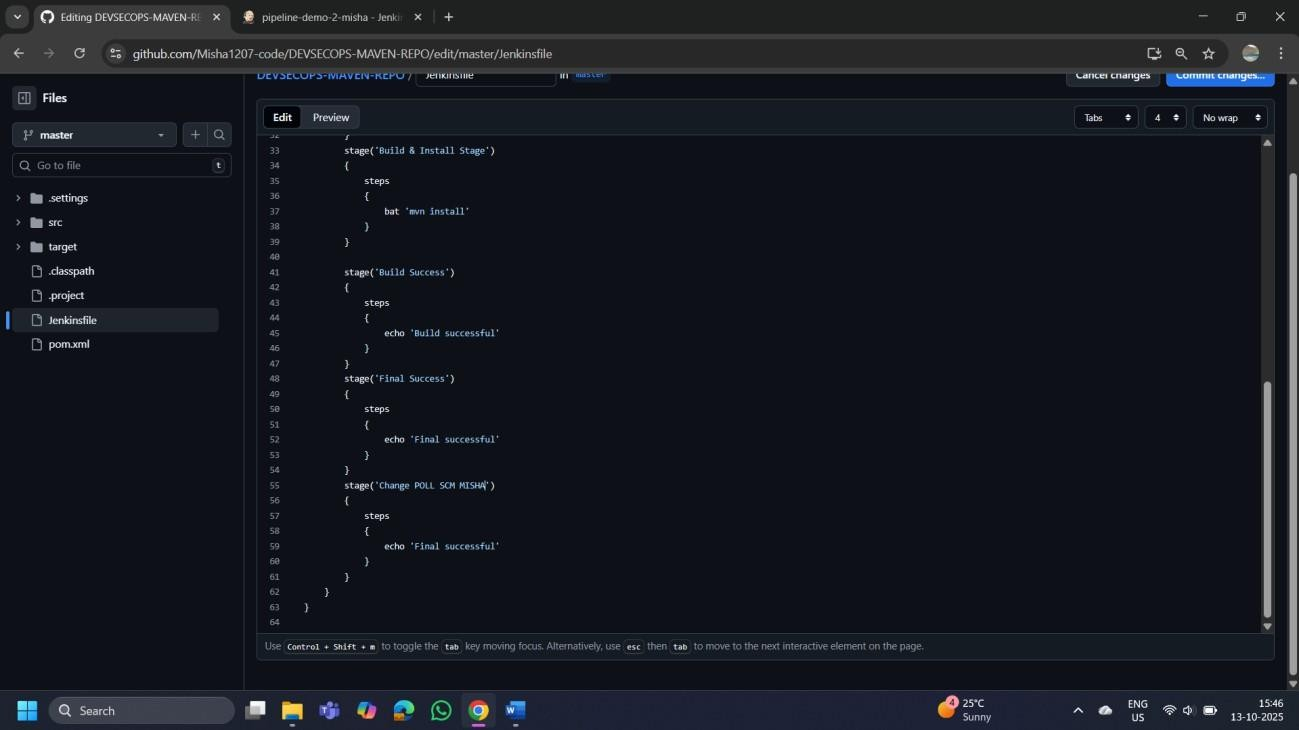 Editing DEVSECOPS-MAVEN-RE
pipeline-demo-2-misha - Jenki
github.com/Misha1207-code/DEVSECOPS-MAVEN-REPO/edit/master/Jenkinsfile
Files
master
Go to file
t
.settings
src
target
.classpath
.project
Jenkinsfile
pom.xml
DEVSECOPS-MAVEN-REPO / Jenkinsfile in master
Cancel changes
Commit changes...
Edit
Preview
Tabs
4
No wrap
32 }
33 stage('Build & Install Stage')
34 {
35 steps
36 {
37 bat 'mvn install'
38 }
39 }
40
41 stage('Build Success')
42 {
43 steps
44 {
45 echo 'Build successful'
46 }
47 }
48 stage('Final Success')
49 {
50 steps
51 {
52 echo 'Final successful'
53 }
54 }
55 stage('Change POLL SCM MISHA')
56 {
57 steps
58 {
59 echo 'Final successful'
60 }
61 }
62 }
63 }
64
Use Control + Shift + m to toggle the tab key moving focus. Alternatively, use esc then tab to move to the next interactive element on the page.
Search
4
25°C
Sunny
ENG
US
15:46
13-10-2025